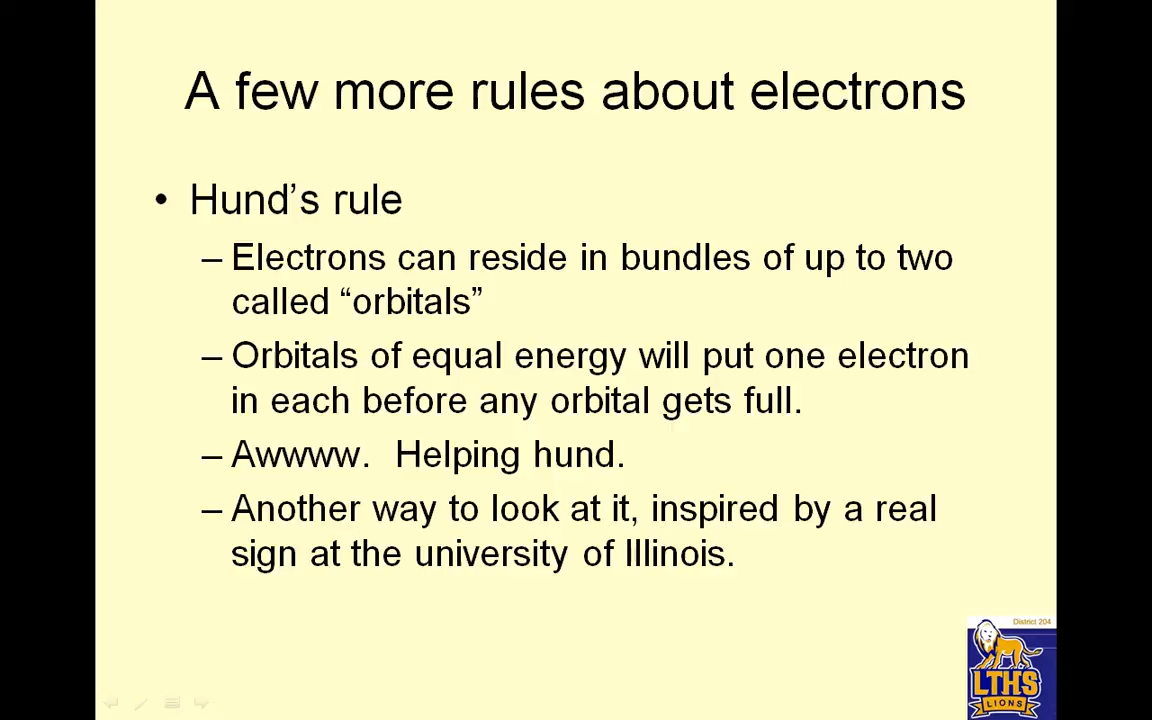 A few more rules about electrons
• Hund’s rule
– Electrons can reside in bundles of up to two
called “orbitals”
– Orbitals of equal energy will put one electron
in each before any orbital gets full.
– Awwww.  Helping hund.
– Another way to look at it, inspired by a real
sign at the university of Illinois.
District 204
LTHS
LIONS